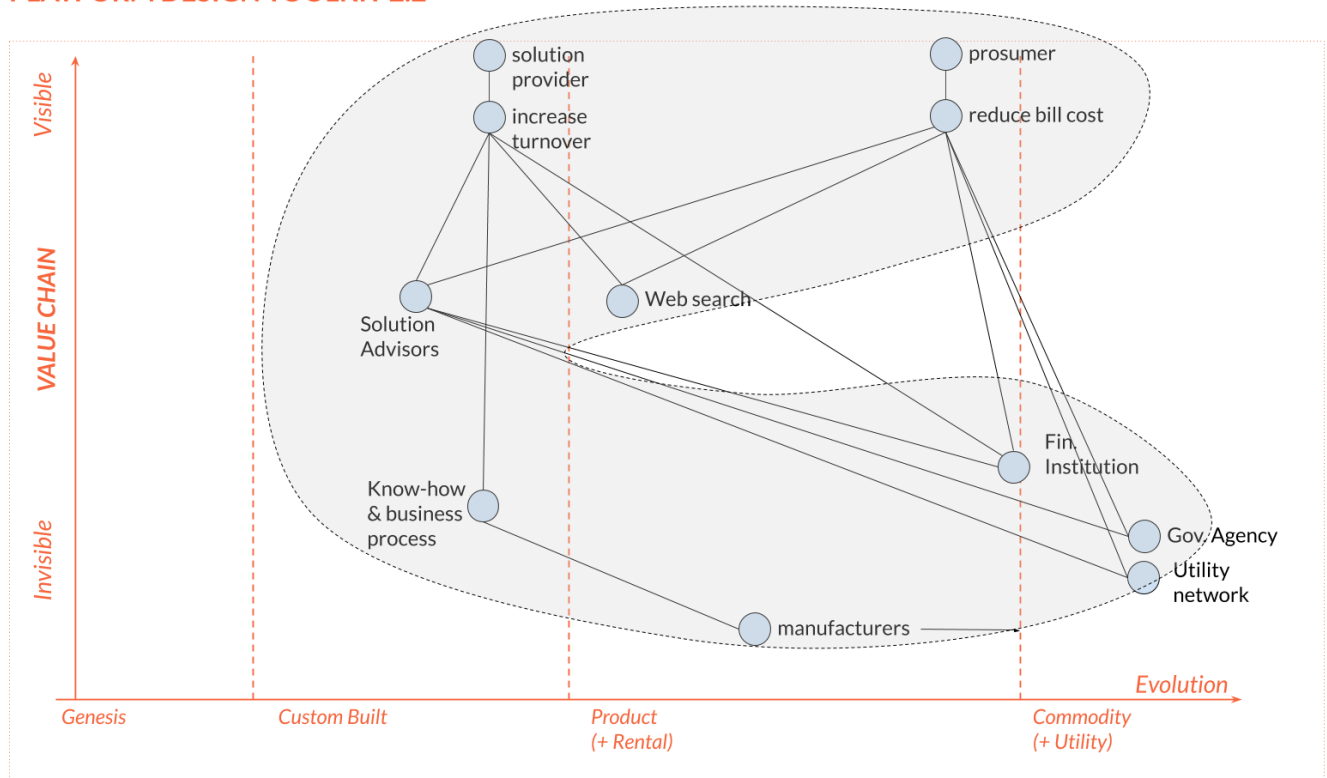 solution
provider
prosumer
increase
turnover
reduce bill cost
Visible
VALUE CHAIN
Invisible
Solution
Advisors
Web search
Fin.
Institution
Know-how
& business
process
Gov. Agency
Utility
network
manufacturers
Evolution
Genesis
Custom Built
Product
(+ Rental)
Commodity
(+ Utility)